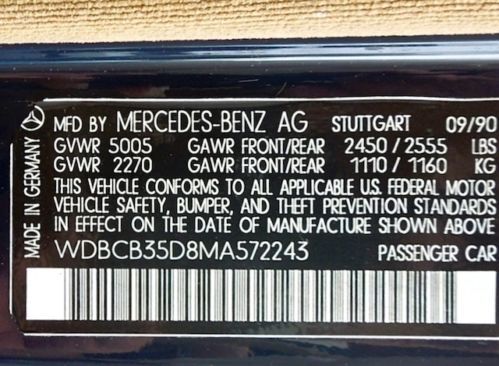 MFD BY MERCEDES-BENZ AG STUTTGART 09/90
GVWR 5005 GAWR FRONT/REAR 2450/2555 LBS
GVWR 2270 GAWR FRONT/REAR 1110/1160 KG
THIS VEHICLE CONFORMS TO ALL APPLICABLE U.S. FEDERAL MOTOR
VEHICLE SAFETY, BUMPER, AND THEFT PREVENTION STANDARDS
IN EFFECT ON THE DATE OF MANUFACTURE SHOWN ABOVE
WDBCB35D8MA572243 PASSENGER CAR
MADE IN GERMANY